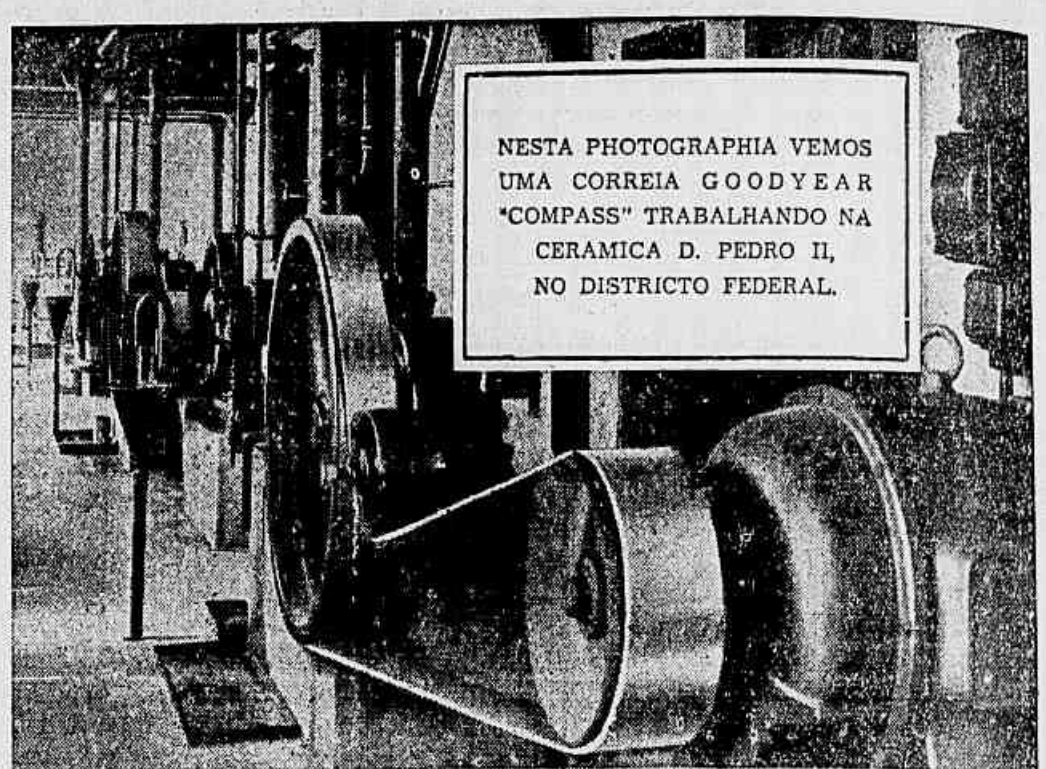 NESTA PHOTOGRAPHIA VEMOS
UMA CORREIA GOODYEAR
"COMPASS" TRABALHANDO NA
CERAMICA D. PEDRO II,
NO DISTRICTO FEDERAL.